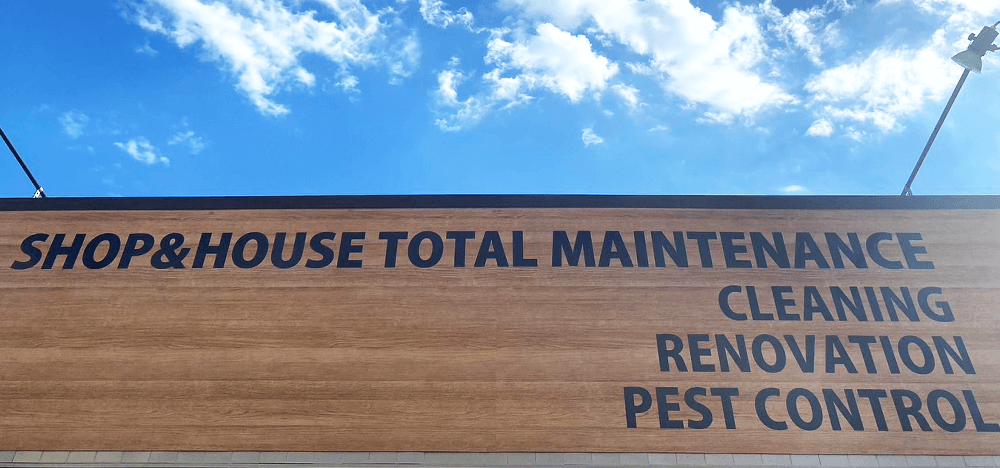 SHOP&HOUSE TOTAL MAINTENANCE
CLEANING
RENOVATION
PEST CONTROL